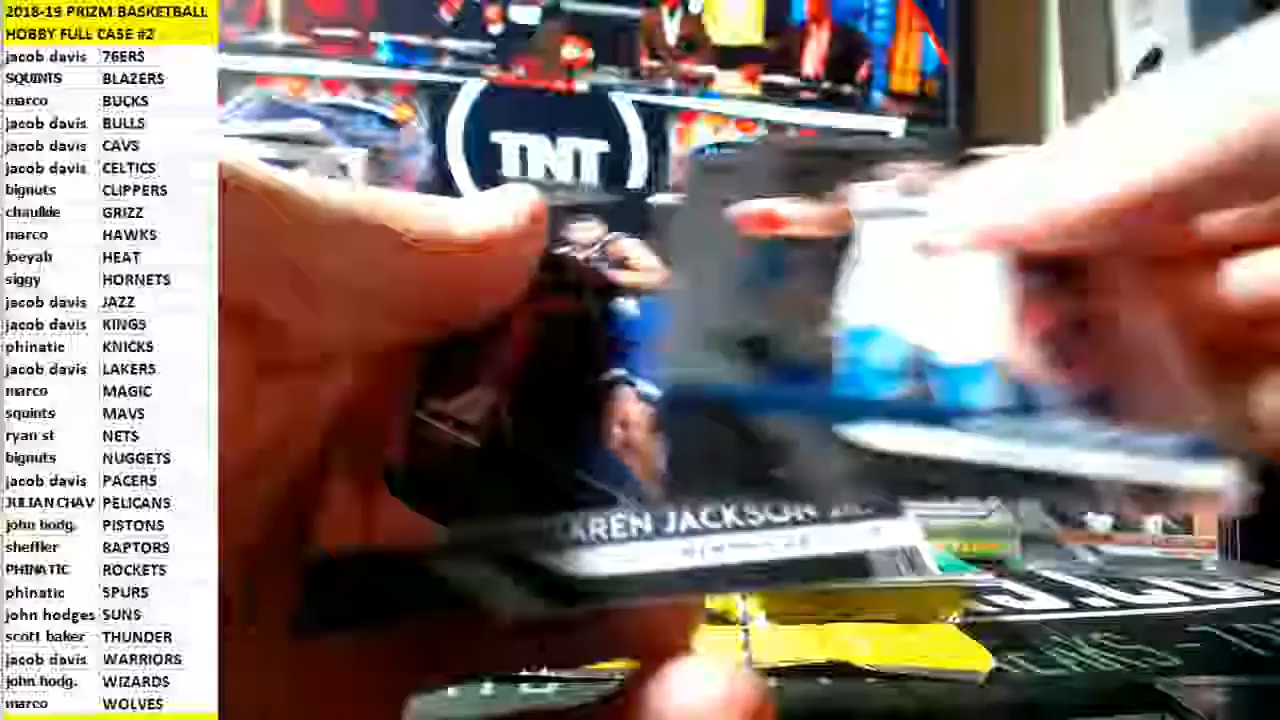 2018-19 PRIZM BASKETBALL
HOBBY FULL CASE #2
jacob davis 76ERS
SQUINTS BLAZERS
marco BUCKS
jacob davis BULLS
jacob davis CAVS
jacob davis CELTICS
bignuts CLIPPERS
chaulkie GRIZZ
marco HAWKS
joeyab HEAT
siggy HORNETS
jacob davis JAZZ
jacob davis KINGS
phinatic KNICKS
jacob davis LAKERS
marco MAGIC
squints MAVS
ryan st NETS
bignuts NUGGETS
jacob davis PACERS
JULIAN CHAV PELICANS
john hodg. PISTONS
sheffler RAPTORS
PHINATIC ROCKETS
phinatic SPURS
john hodges SUNS
scott baker THUNDER
jacob davis WARRIORS
john hodg. WIZARDS
marco WOLVES
TNT
JACKSON